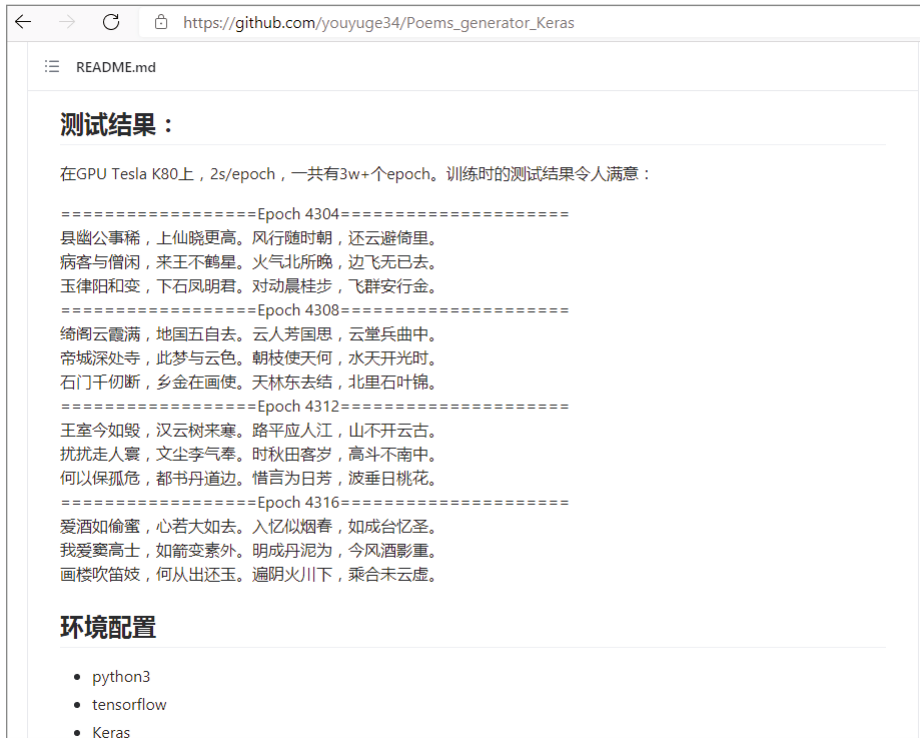 https://github.com/youyuge34/Poems_generator_Keras
README.md
测试结果：
在GPU Tesla K80上，2s/epoch，一共有3w+个epoch。训练时的测试结果令人满意：
==================Epoch 4304=====================
县幽公事稀，上仙晓更高。风行随时朝，还云避倚里。
病客与僧闲，来王不鹤星。火气北所晚，边飞无已去。
玉律阳和变，下石凤明君。对动晨桂步，飞群安行金。
==================Epoch 4308=====================
绮阁云霞满，地国五自去。云人芳国思，云堂兵曲中。
帝城深处寺，此梦与云色。朝枝使天何，水天开光时。
石门千仞断，乡金在画使。天林东去结，北里石叶锦。
==================Epoch 4312=====================
王室今如毁，汉云树来寒。路平应人江，山不开云古。
扰扰走人寰，文尘李气奉。时秋田客岁，高斗不南中。
何以保孤危，都书丹道边。惜言为日芳，波垂日桃花。
==================Epoch 4316=====================
爱酒如偷蜜，心若大如去。入忆似烟春，如成台忆圣。
我爱窦高士，如箭变素外。明成丹泥为，今风酒影重。
画楼吹笛妓，何从出还玉。遍阴火川下，乘合未云虚。
环境配置
python3
tensorflow
Keras